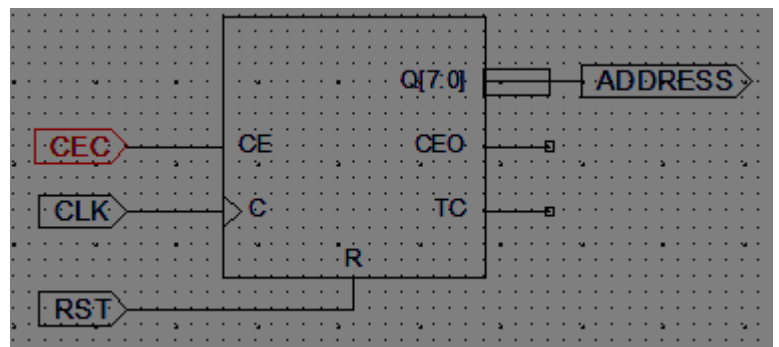 Q[7:0]
ADDRESS
CEC
CE
CEO
CLK
C
TC
R
RST